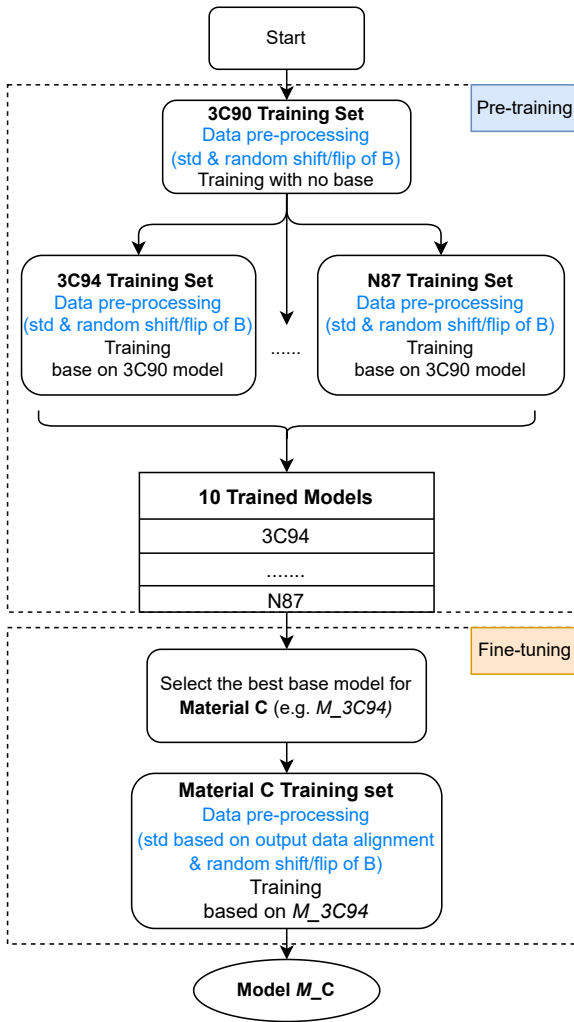 Start
Pre-training
3C90 Training Set
Data pre-processing
(std & random shift/flip of B)
Training with no base
3C94 Training Set
Data pre-processing
(std & random shift/flip of B)
Training
base on 3C90 model
......
N87 Training Set
Data pre-processing
(std & random shift/flip of B)
Training
base on 3C90 model
10 Trained Models
3C94
.......
N87
Fine-tuning
Select the best base model for
Material C (e.g. M_3C94)
Material C Training set
Data pre-processing
(std based on output data alignment
& random shift/flip of B)
Training
based on M_3C94
Model M_C